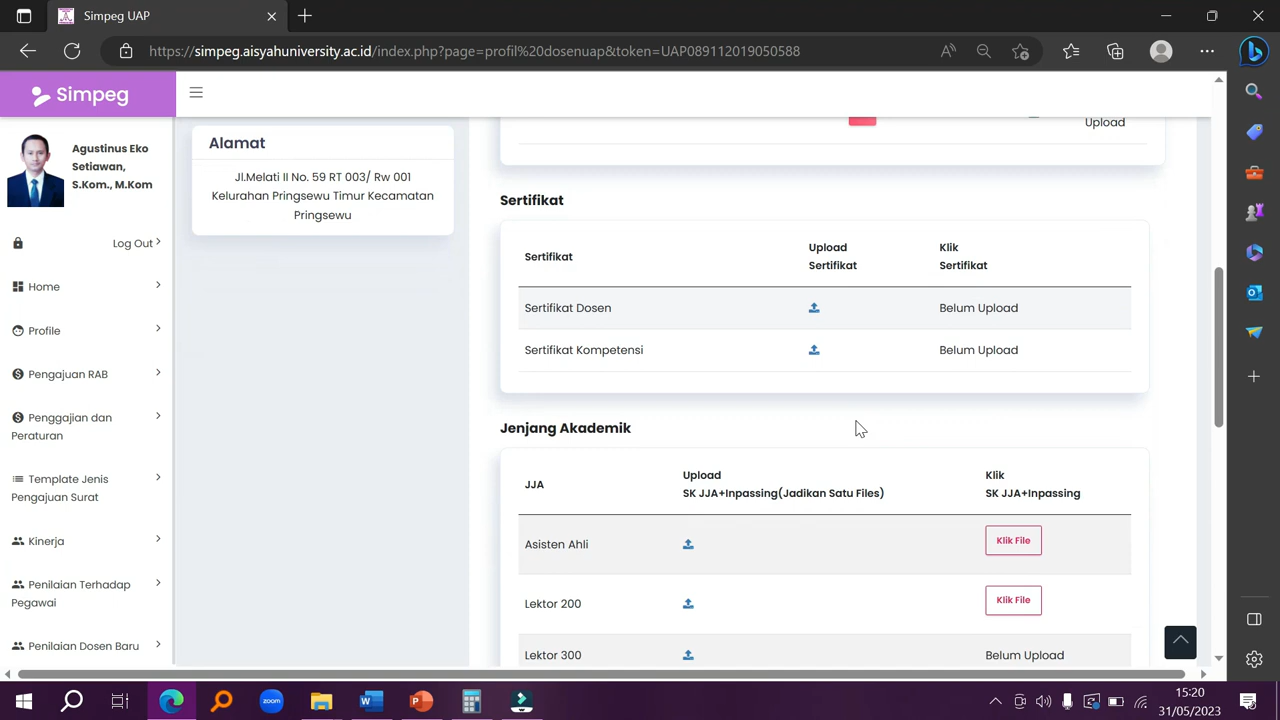 Simpeg UAP
https://simpeg.aisyahuniversity.ac.id/index.php?page=profil%20dosenuap&token=UAP089112019050588
Simpeg
Agustinus Eko
Setiawan,
S.Kom., M.Kom
Log Out
Home
Profile
Pengajuan RAB
Penggajian dan
Peraturan
Template Jenis
Pengajuan Surat
Kinerja
Penilaian Terhadap
Pegawai
Penilaian Dosen Baru
Alamat
Jl.Melati II No. 59 RT 003/ Rw 001
Kelurahan Pringsewu Timur Kecamatan
Pringsewu
Upload
Sertifikat
Sertifikat
Upload
Sertifikat
Klik
Sertifikat
Sertifikat Dosen
Belum Upload
Sertifikat Kompetensi
Belum Upload
Jenjang Akademik
JJA
Upload
SK JJA+Inpassing(Jadikan Satu Files)
Klik
SK JJA+Inpassing
Asisten Ahli
Klik File
Lektor 200
Klik File
Lektor 300
Belum Upload
zoom
15:20
31/05/2023